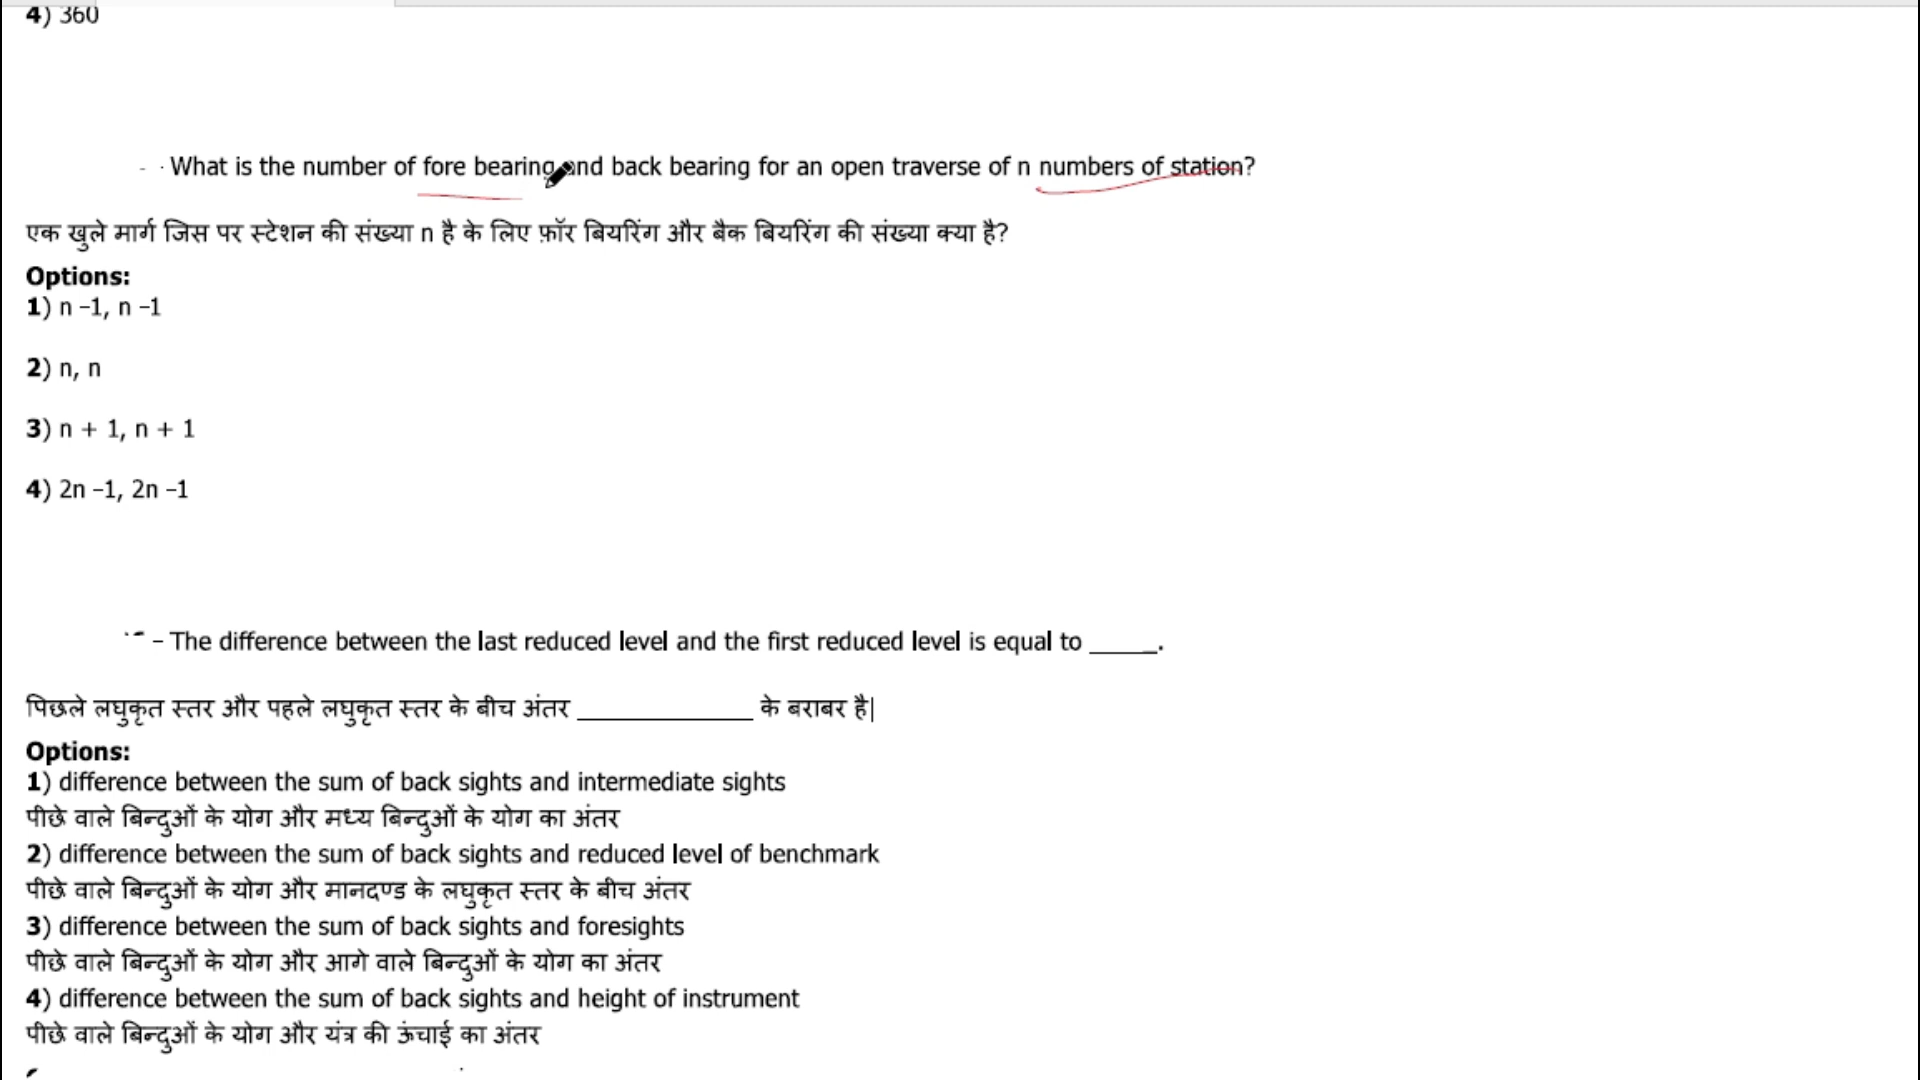 4) 360
What is the number of fore bearing and back bearing for an open traverse of n numbers of station?
एक खुले मार्ग जिस पर स्टेशन की संख्या n है के लिए फ़ॉर बियरिंग और बैक बियरिंग की संख्या क्या है?
Options:
1) n –1, n –1
2) n, n
3) n + 1, n + 1
4) 2n –1, 2n –1
– The difference between the last reduced level and the first reduced level is equal to ______.
पिछले लघुकृत स्तर और पहले लघुकृत स्तर के बीच अंतर ______________ के बराबर है|
Options:
1) difference between the sum of back sights and intermediate sights
पीछे वाले बिन्दुओं के योग और मध्य बिन्दुओं के योग का अंतर
2) difference between the sum of back sights and reduced level of benchmark
पीछे वाले बिन्दुओं के योग और मानदण्ड के लघुकृत स्तर के बीच अंतर
3) difference between the sum of back sights and foresights
पीछे वाले बिन्दुओं के योग और आगे वाले बिन्दुओं के योग का अंतर
4) difference between the sum of back sights and height of instrument
पीछे वाले बिन्दुओं के योग और यंत्र की ऊंचाई का अंतर